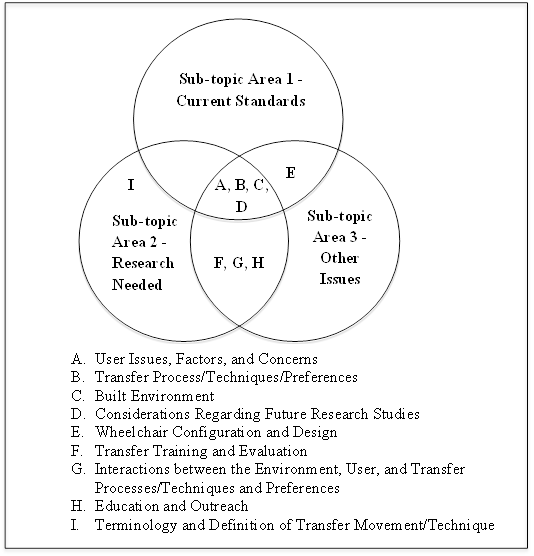 Sub-topic Area 1 -
Current Standards
E
I
A, B, C,
D
Sub-topic
Area 2 -
Research
Needed
Sub-topic
Area 3 -
Other
Issues
F, G, H
A. User Issues, Factors, and Concerns
B. Transfer Process/Techniques/Preferences
C. Built Environment
D. Considerations Regarding Future Research Studies
E. Wheelchair Configuration and Design
F. Transfer Training and Evaluation
G. Interactions between the Environment, User, and Transfer
Processes/Techniques and Preferences
H. Education and Outreach
I. Terminology and Definition of Transfer Movement/Technique